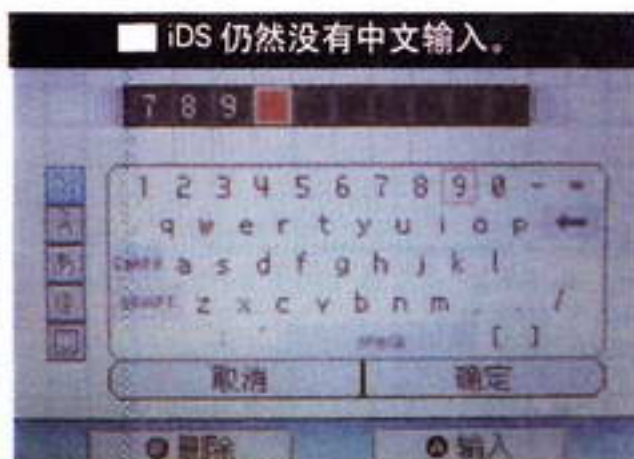 iDS 仍然没有中文输入。
7 8 9
1 2 3 4 5 6 7 8 9 0 - =
q w e r t y u i o p ←
a s d f g h j k l
z x c v b n m , . /
[ ]
取消 确定
删除 A 输入